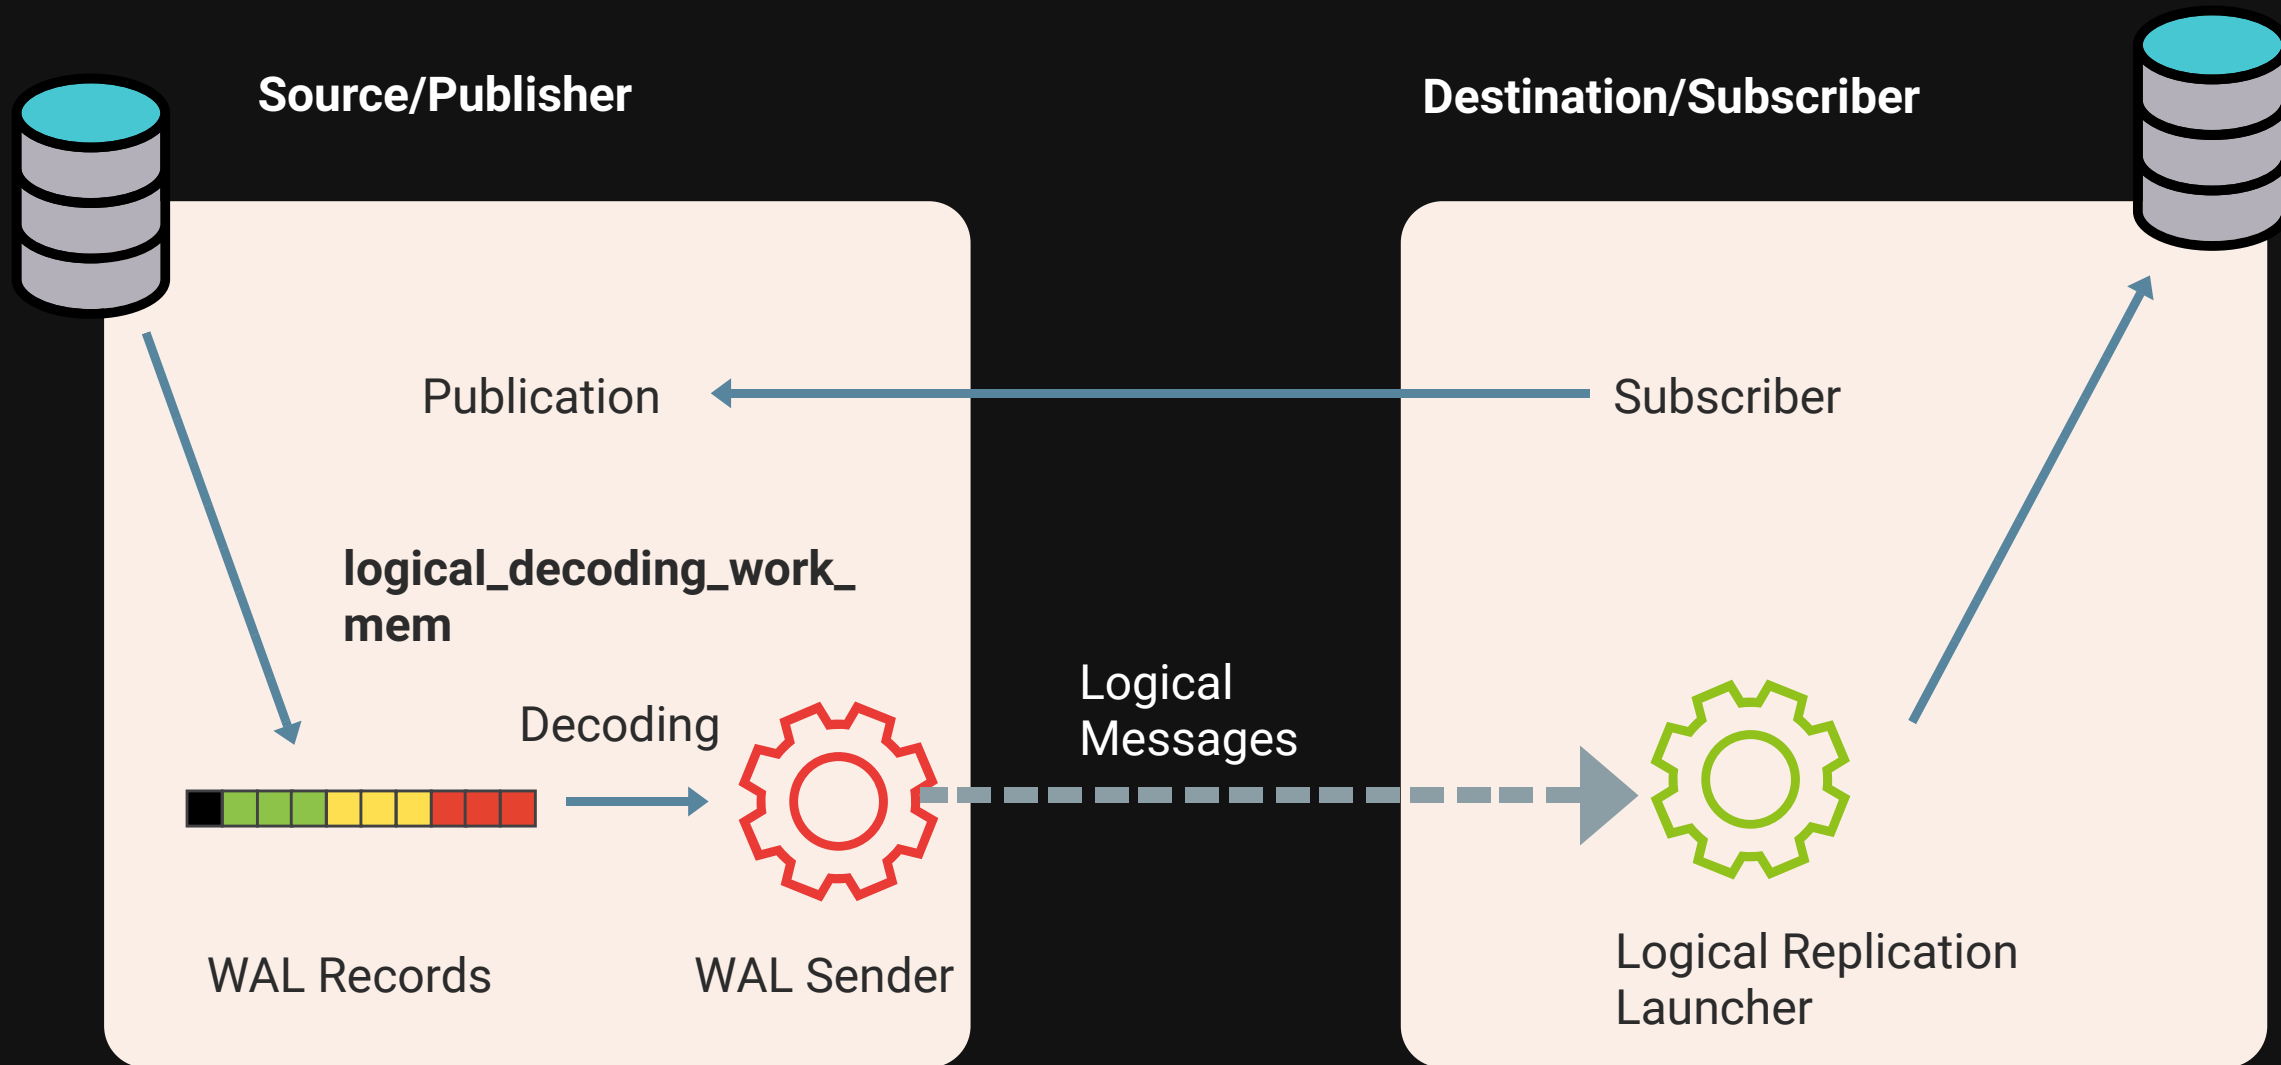 Source/Publisher
Destination/Subscriber
Publication
Subscriber
logical_decoding_work_
mem
Decoding
Logical
Messages
WAL Records
WAL Sender
Logical Replication
Launcher